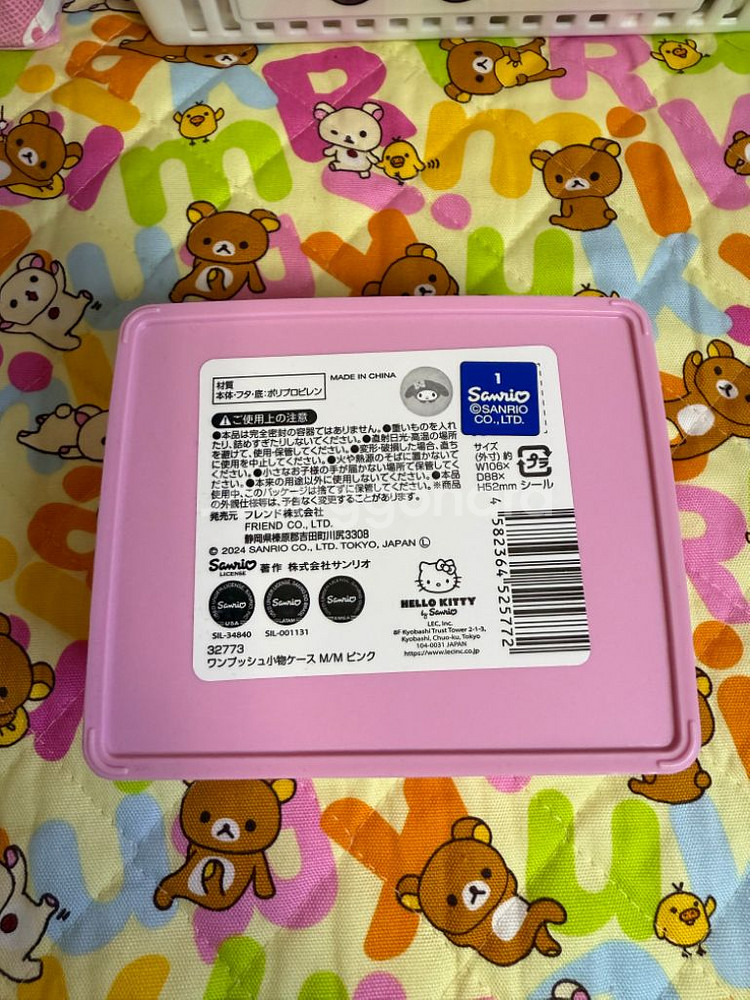 材質
本体・フタ・底：ポリプロピレン
MADE IN CHINA
1
Sanrio
©SANRIO
CO., LTD.
ご使用上の注意
●本品は完全密封の容器ではありません。●重いものを入れ
たり、詰めすぎたりしないでください。●直射日光・高温の場所
を避けて、使用・保管してください。●変形・破損した場合、直ち
に使用を中止してください。●火や熱源のそばに置かないで
ください。●小さなお子様の手が届かない場所で保管してく
ださい。●本来の用途以外に使用しないでください。●本品
使用中、このパッケージは捨てずに保管してください。※商品
の外観仕様等は、予告なく変更することがあります。
サイズ
(外寸)約
W106×
D88×
H52mm
プラ
シール
発売元 フレンド株式会社
FRIEND CO., LTD.
静岡県榛原郡吉田町川尻3308
© 2024 SANRIO CO., LTD. TOKYO, JAPAN Ⓛ
Sanrio
LICENSE
著作 株式会社サンリオ
Sanrio
USA
Sanrio
LATAM
Sanrio
SIL-34840
SIL-001131
32773
ワンプッシュ小物ケース M/M ピンク
HELLO KITTY
by Sanrio
LEC, Inc.
8F Kyobashi Trust Tower 2-1-3,
Kyobashi, Chuo-ku, Tokyo
104-0031 JAPAN
https://www.lecinc.co.jp
4 582364 525772